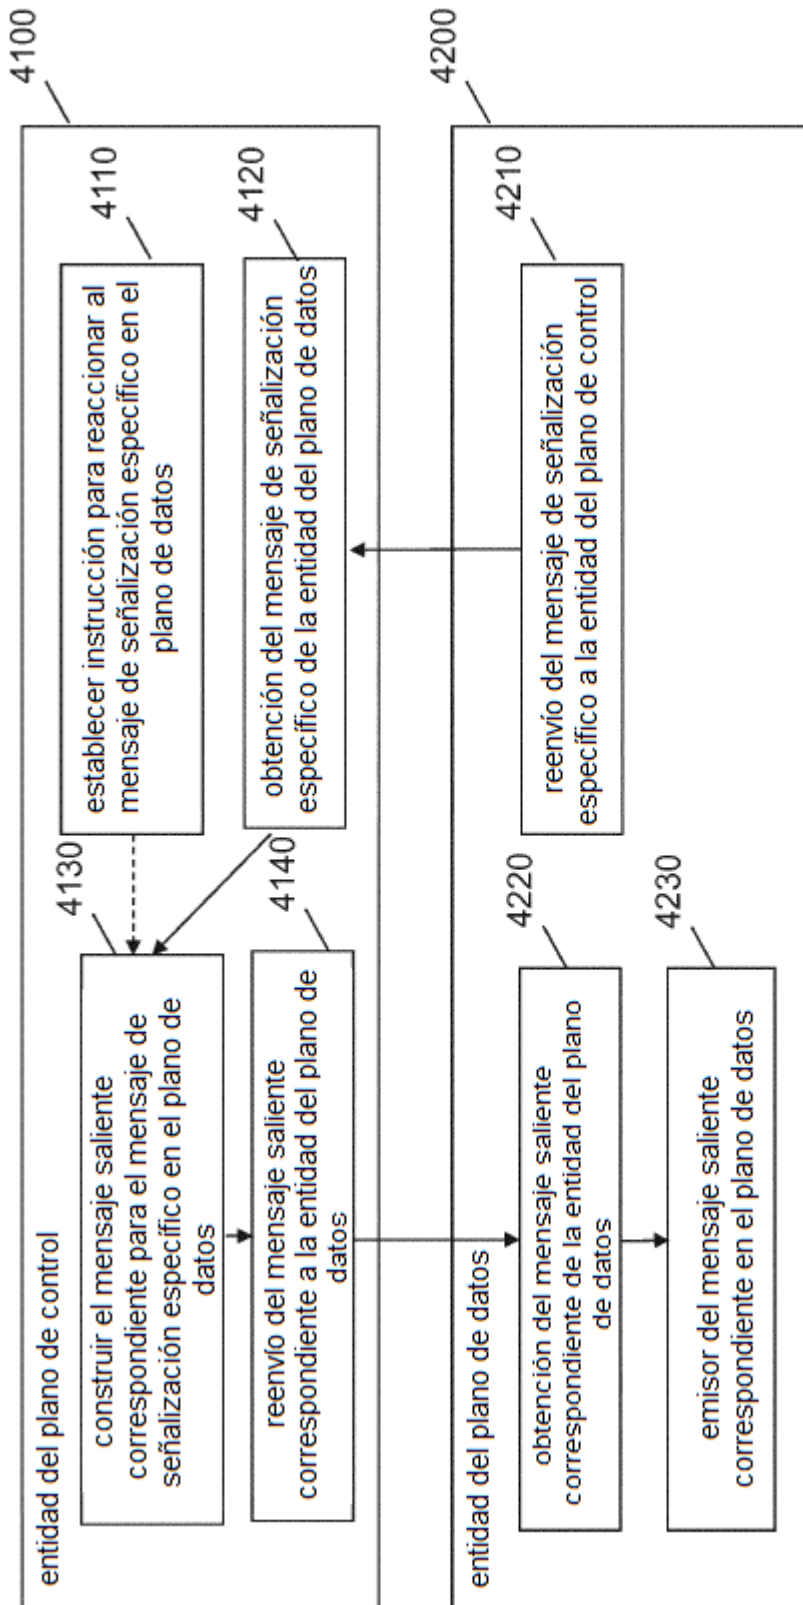 entidad del plano de control
4100
4130
construir el mensaje saliente
correspondiente para el mensaje de
señalización específico en el plano de
datos
4110
establecer instrucción para reaccionar al
mensaje de señalización específico en el
plano de datos
4140
reenvío del mensaje saliente
correspondiente a la entidad del plano de
datos
4120
obtención del mensaje de señalización
específico de la entidad del plano de datos
entidad del plano de datos
4200
4220
obtención del mensaje saliente
correspondiente de la entidad del plano
de datos
4210
reenvío del mensaje de señalización
específico a la entidad del plano de control
4230
emisor del mensaje saliente
correspondiente en el plano de datos